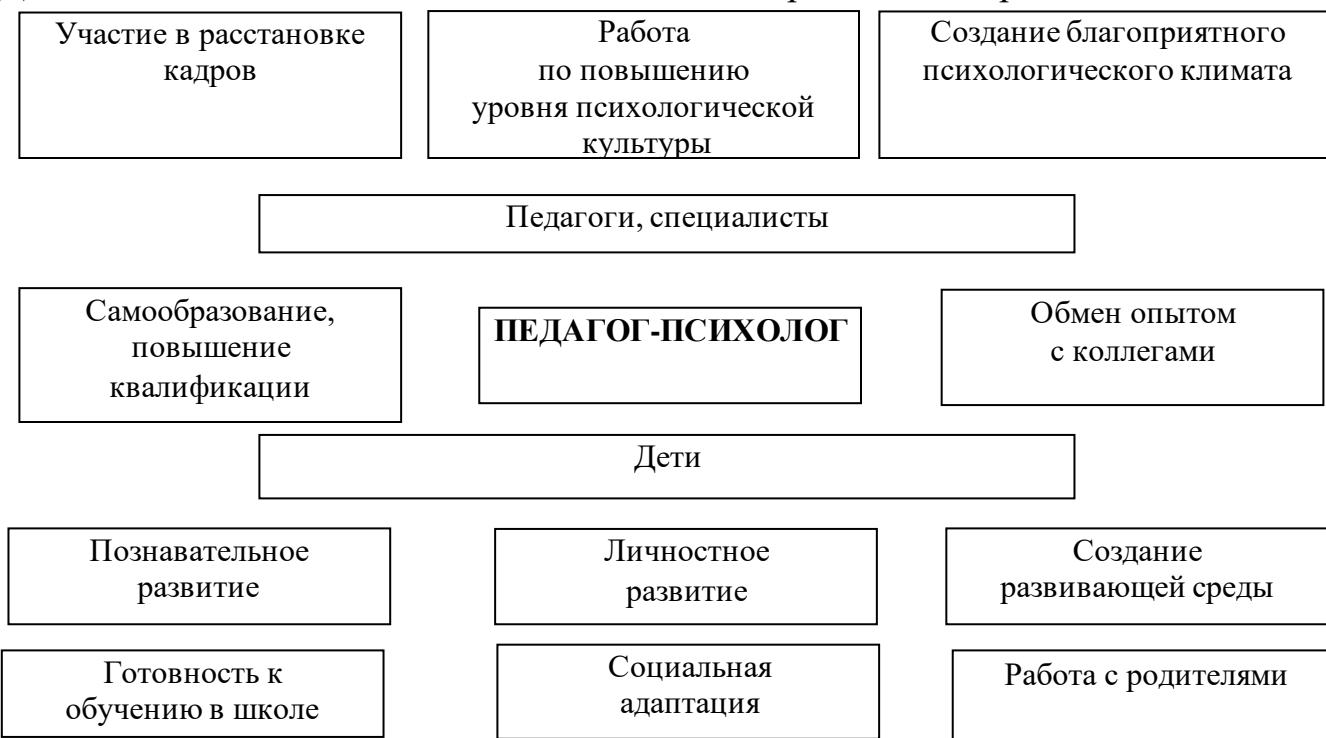 Участие в расстановке
кадров
Работа
по повышению
уровня психологической
культуры
Создание благоприятного
психологического климата
Педагоги, специалисты
Самообразование,
повышение
квалификации
ПЕДАГОГ-ПСИХОЛОГ
Обмен опытом
с коллегами
Дети
Познавательное
развитие
Личностное
развитие
Создание
развивающей среды
Готовность к
обучению в школе
Социальная
адаптация
Работа с родителями